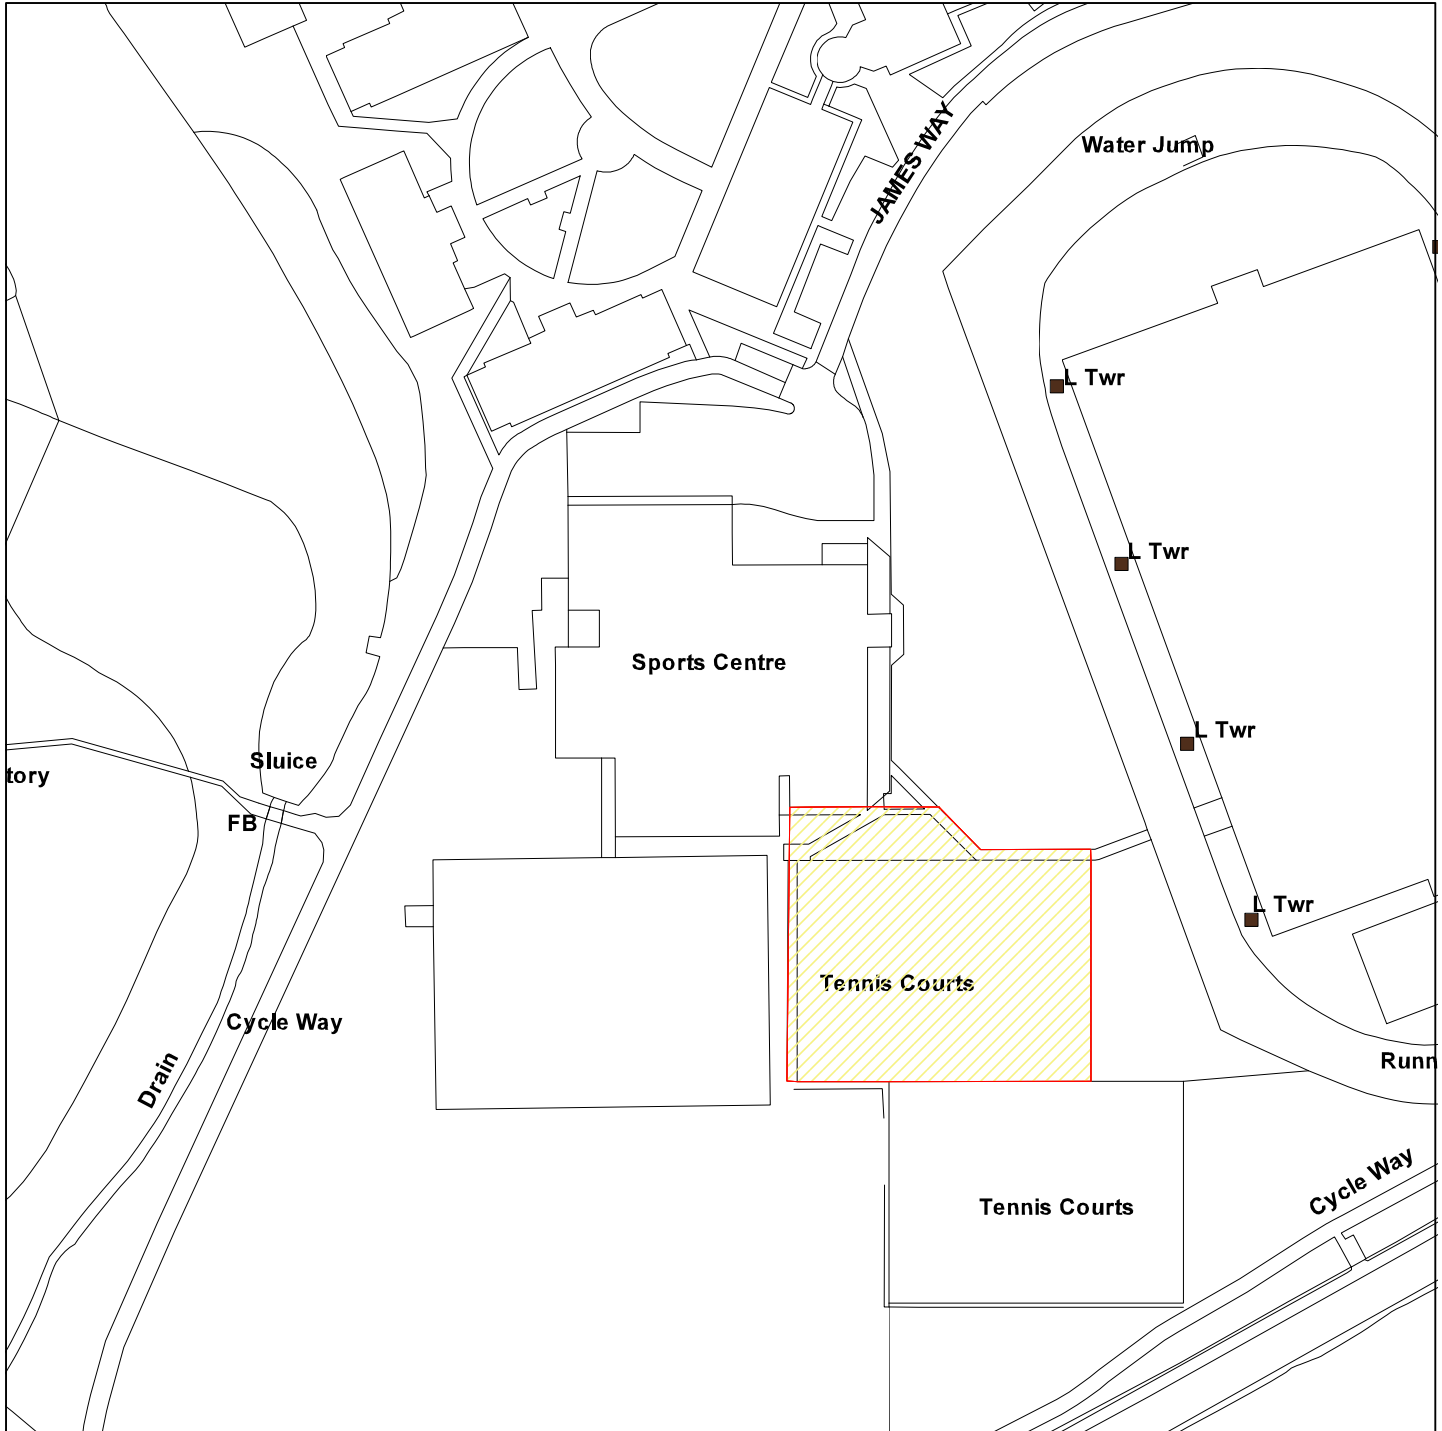 JAMES WAY
Water Jump
L Twr
L Twr
Sports Centre
L Twr
Sluice
tory
FB
L Twr
Tennis Courts
Cycle Way
Drain
Runn
Cycle Way
Tennis Courts